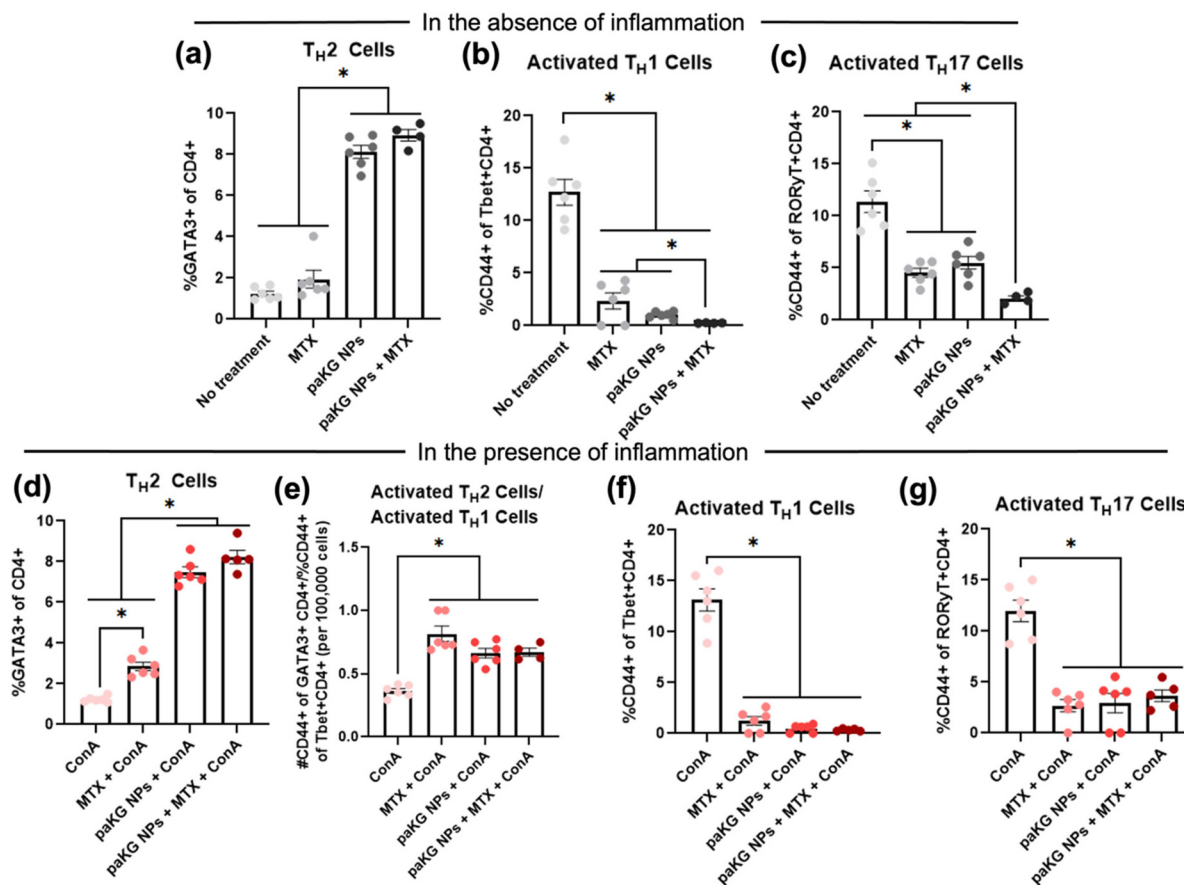 In the absence of inflammation
(a)
TH2 Cells
*
%GATA3+ of CD4+
10
8
6
4
2
0
No treatment
MTX
paKG NPs
paKG NPs + MTX
(b)
Activated TH1 Cells
*
*
%CD44+ of Tbet+CD4+
20
15
10
5
0
No treatment
MTX
paKG NPs
paKG NPs + MTX
(c)
Activated TH17 Cells
*
*
%CD44+ of RORyT+CD4+
20
15
10
5
0
No treatment
MTX
paKG NPs
paKG NPs + MTX
In the presence of inflammation
(d)
TH2 Cells
*
*
%GATA3+ of CD4+
10
8
6
4
2
0
ConA
MTX + ConA
paKG NPs + ConA
paKG NPs + MTX + ConA
(e)
Activated TH2 Cells/
Activated TH1 Cells
*
#CD44+ of GATA3+ CD4+/%CD44+
of Tbet+CD4+ (per 100,000 cells)
1.5
1.0
0.5
0.0
ConA
MTX + ConA
paKG NPs + ConA
paKG NPs + MTX + ConA
(f)
Activated TH1 Cells
*
%CD44+ of Tbet+CD4+
20
15
10
5
0
ConA
MTX + ConA
paKG NPs + ConA
paKG NPs + MTX + ConA
(g)
Activated TH17 Cells
*
%CD44+ of RORyT+CD4+
20
15
10
5
0
ConA
MTX + ConA
paKG NPs + ConA
paKG NPs + MTX + ConA